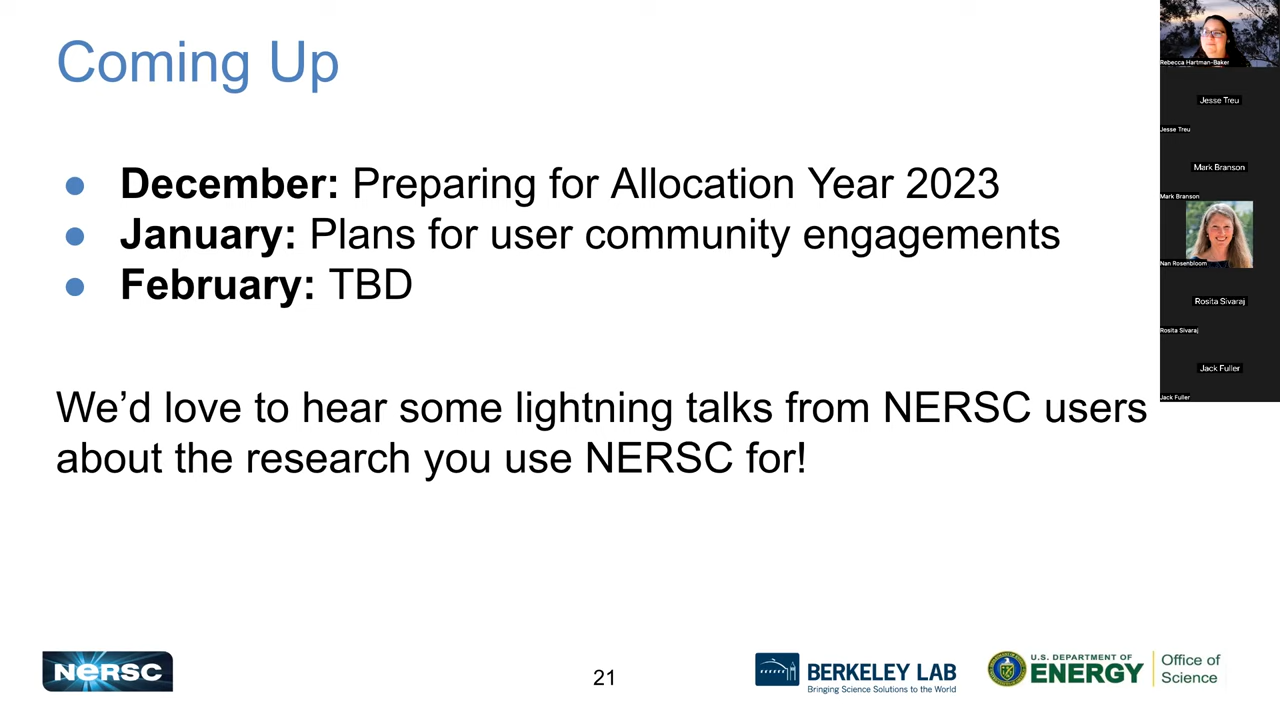 Coming Up
● December: Preparing for Allocation Year 2023
● January: Plans for user community engagements
● February: TBD
We’d love to hear some lightning talks from NERSC users
about the research you use NERSC for!
Rebecca Hartman-Baker
Jesse Treu
Jesse Treu
Mark Branson
Mark Branson
Nan Rosenbloom
Rosita Sivaraj
Rosita Sivaraj
Jack Fuller
Jack Fuller
NERSC
21
BERKELEY LAB
Bringing Science Solutions to the World
U.S. DEPARTMENT OF
ENERGY
Office of
Science